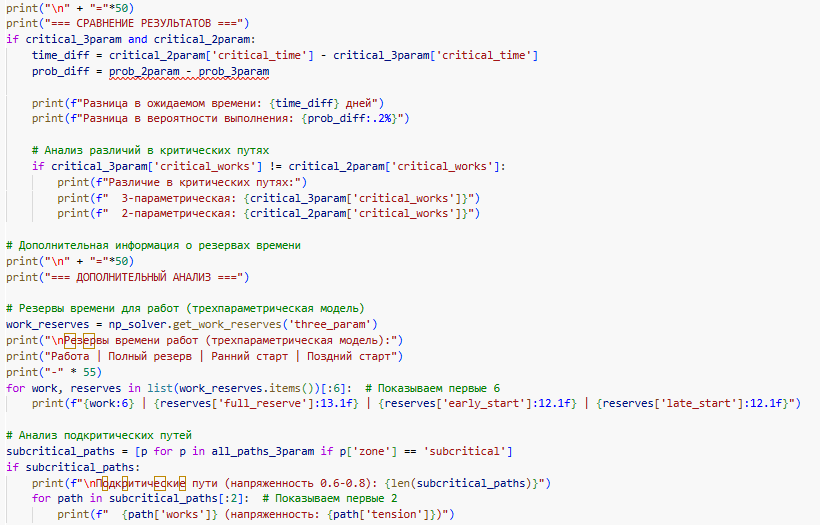 print("\n" + "="*50)
print("=== СРАВНЕНИЕ РЕЗУЛЬТАТОВ ===")
if critical_3param and critical_2param:
    time_diff = critical_2param['critical_time'] - critical_3param['critical_time']
    prob_diff = prob_2param - prob_3param

    print(f"Разница в ожидаемом времени: {time_diff} дней")
    print(f"Разница в вероятности выполнения: {prob_diff:.2%}")

    # Анализ различий в критических путях
    if critical_3param['critical_works'] != critical_2param['critical_works']:
        print(f"Различие в критических путях:")
        print(f"  3-параметрическая: {critical_3param['critical_works']}")
        print(f"  2-параметрическая: {critical_2param['critical_works']}")

# Дополнительная информация о резервах времени
print("\n" + "="*50)
print("=== ДОПОЛНИТЕЛЬНЫЙ АНАЛИЗ ===")

# Резервы времени для работ (трехпараметрическая модель)
work_reserves = np_solver.get_work_reserves('three_param')
print("\nРезервы времени работ (трехпараметрическая модель):")
print("Работа | Полный резерв | Ранний старт | Поздний старт")
print("-" * 55)
for work, reserves in list(work_reserves.items())[:6]:  # Показываем первые 6
    print(f"{work:6} | {reserves['full_reserve']:13.1f} | {reserves['early_start']:12.1f} | {reserves['late_start']:12.1f}")

# Анализ подкритических путей
subcritical_paths = [p for p in all_paths_3param if p['zone'] == 'subcritical']
if subcritical_paths:
    print(f"\nПодкритические пути (напряженность 0.6-0.8): {len(subcritical_paths)}")
    for path in subcritical_paths[:2]:  # Показываем первые 2
        print(f"  {path['works']} (напряженность: {path['tension']})")